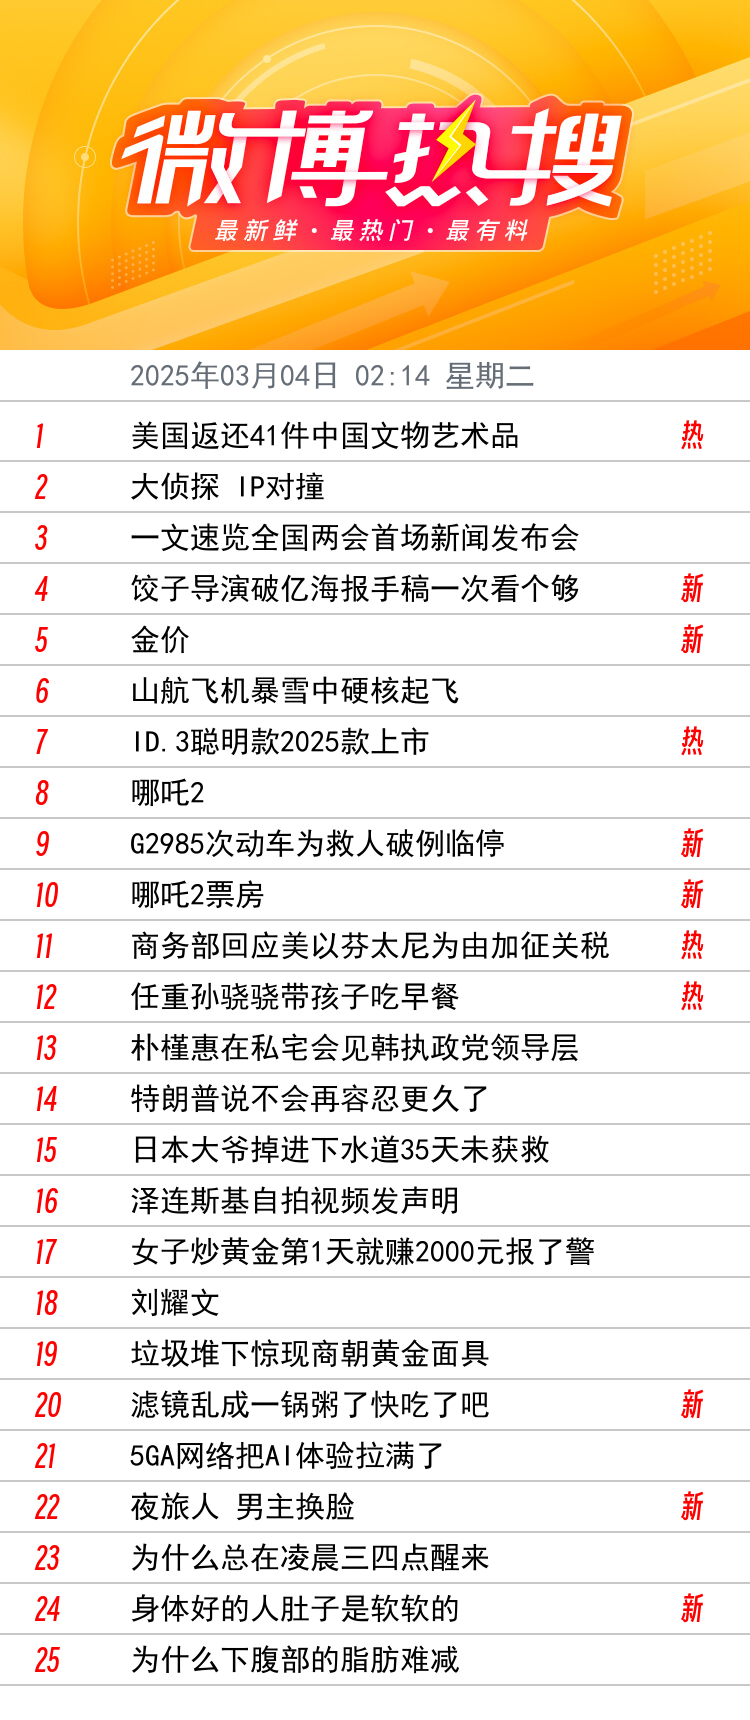 微博热搜
最新鲜·最热门·最有料
2025年03月04日 02:14 星期二
1 美国返还41件中国文物艺术品 热
2 大侦探 IP对撞
3 一文速览全国两会首场新闻发布会
4 饺子导演破亿海报手稿一次看个够 新
5 金价 新
6 山航飞机暴雪中硬核起飞
7 ID.3聪明款2025款上市 热
8 哪吒2
9 G2985次动车为救人破例临停 新
10 哪吒2票房 新
11 商务部回应美以芬太尼为由加征关税 热
12 任重孙骁骁带孩子吃早餐 热
13 朴槿惠在私宅会见韩执政党领导层
14 特朗普说不会再容忍更久了
15 日本大爷掉进下水道35天未获救
16 泽连斯基自拍视频发声明
17 女子炒黄金第1天就赚2000元报了警
18 刘耀文
19 垃圾堆下惊现商朝黄金面具
20 滤镜乱成一锅粥了快吃了吧 新
21 5GA网络把AI体验拉满了
22 夜旅人 男主换脸 新
23 为什么总在凌晨三四点醒来
24 身体好的人肚子是软软的 新
25 为什么下腹部的脂肪难减